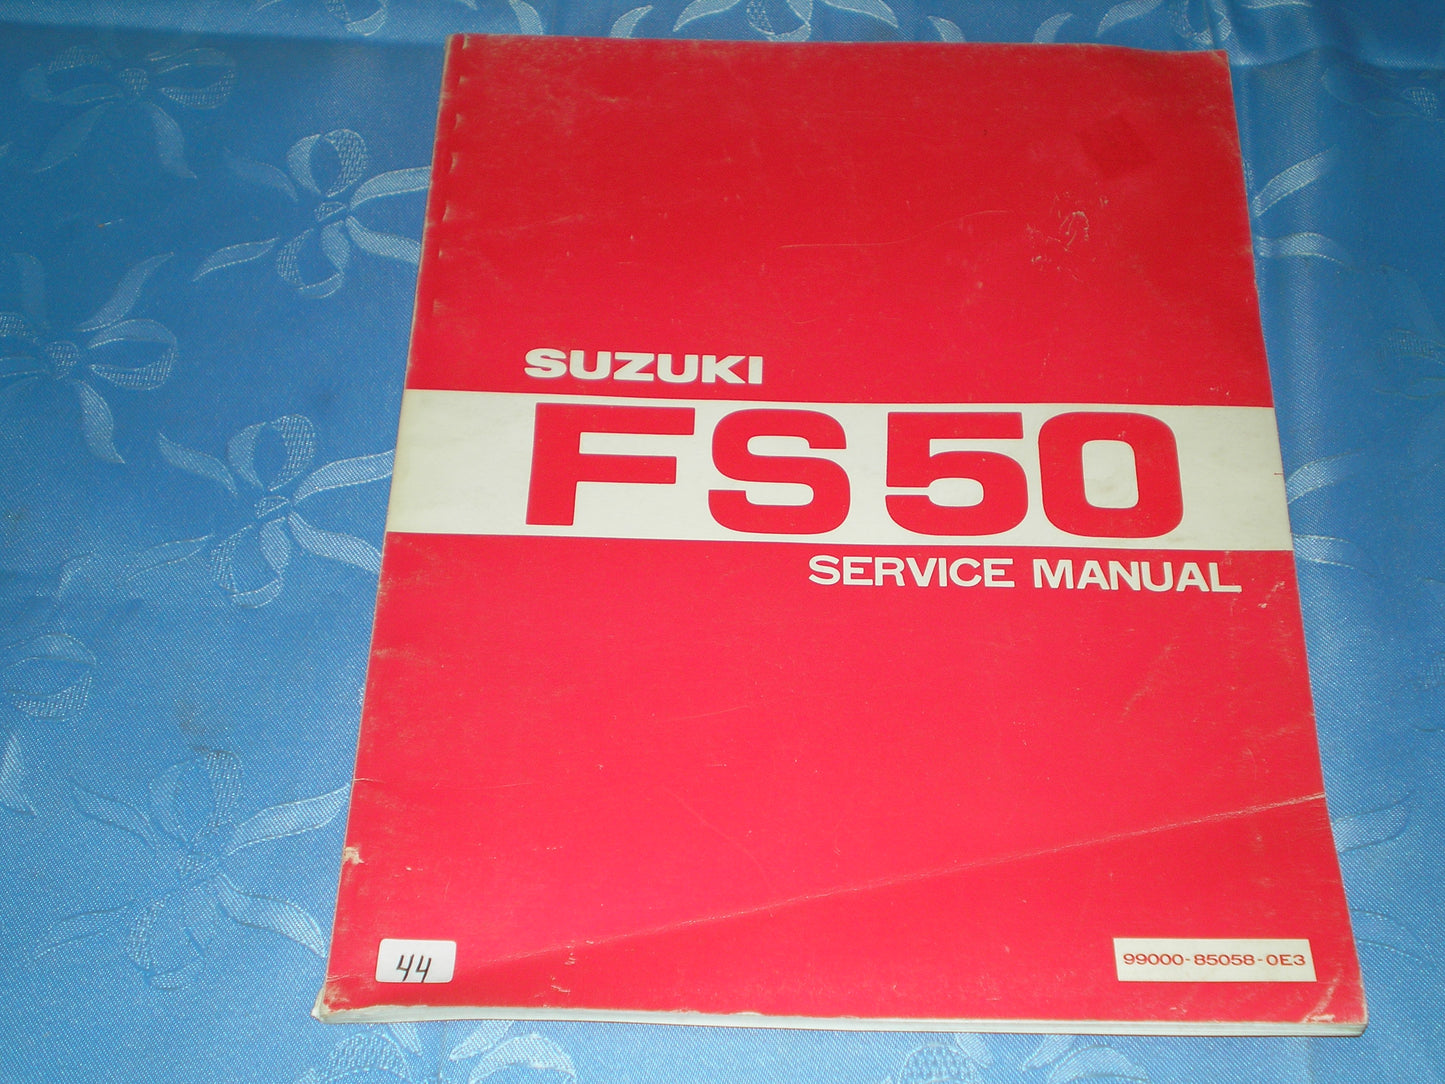 SUZUKI
FS50
SERVICE MANUAL
44
99000-85058-0E3